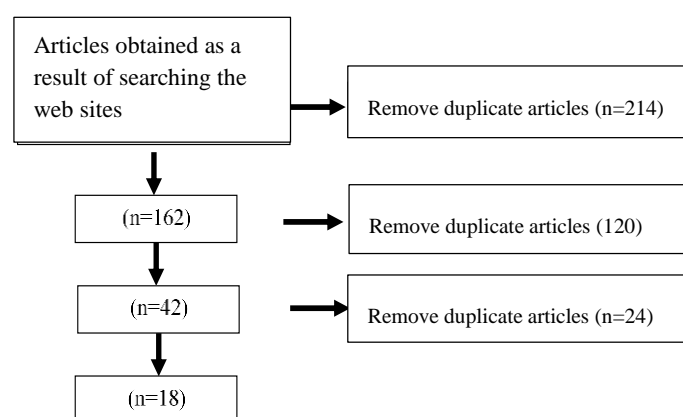 Articles obtained as a
result of searching the
web sites
Remove duplicate articles (n=214)
(n=162)
Remove duplicate articles (120)
(n=42)
Remove duplicate articles (n=24)
(n=18)